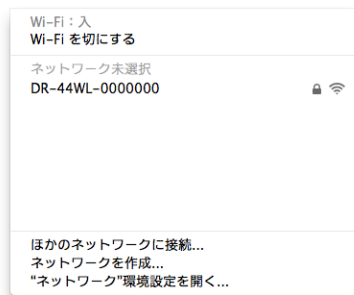 Wi-Fi：入
Wi-Fi を切にする
ネットワーク未選択
DR-44WL-0000000
ほかのネットワークに接続...
ネットワークを作成...
"ネットワーク"環境設定を開く...